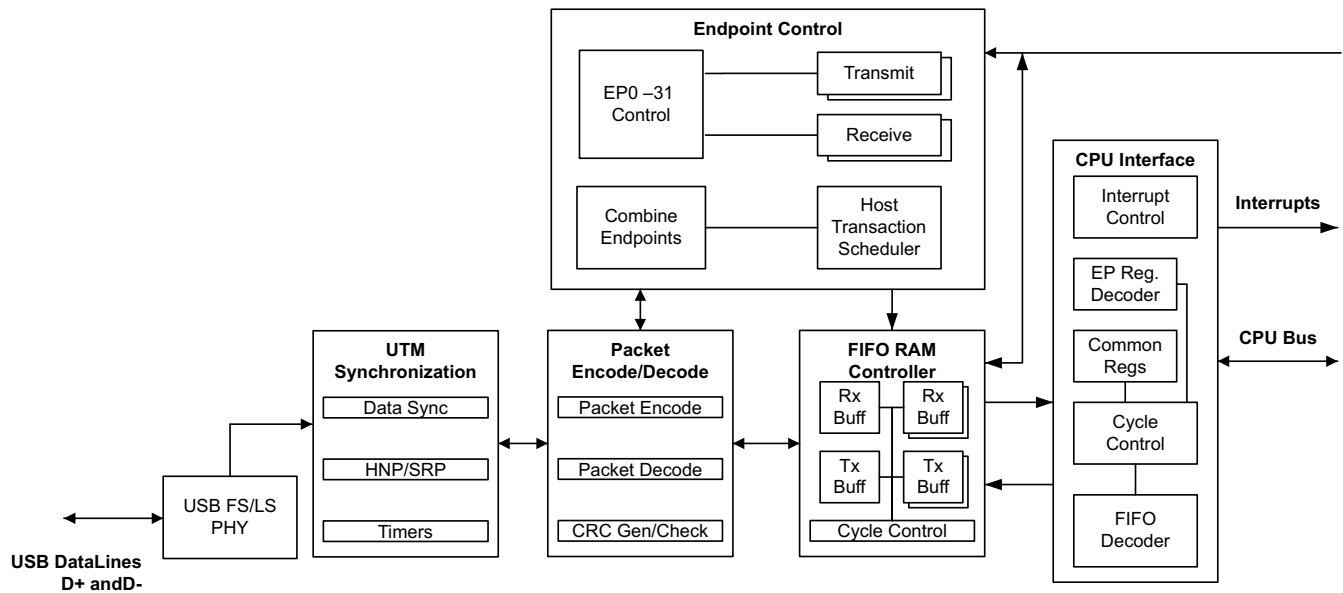 Endpoint Control
EP0 –31
Control
Transmit
Receive
Combine
Endpoints
Host
Transaction
Scheduler
CPU Interface
Interrupt
Control
EP Reg.
Decoder
Common
Regs
Cycle
Control
FIFO
Decoder
Interrupts
CPU Bus
UTM
Synchronization
Data Sync
HNP/SRP
Timers
Packet
Encode/Decode
Packet Encode
Packet Decode
CRC Gen/Check
FIFO RAM
Controller
Rx
Buff
Rx
Buff
Tx
Buff
Tx
Buff
Cycle Control
USB FS/LS
PHY
USB DataLines
D+ andD-